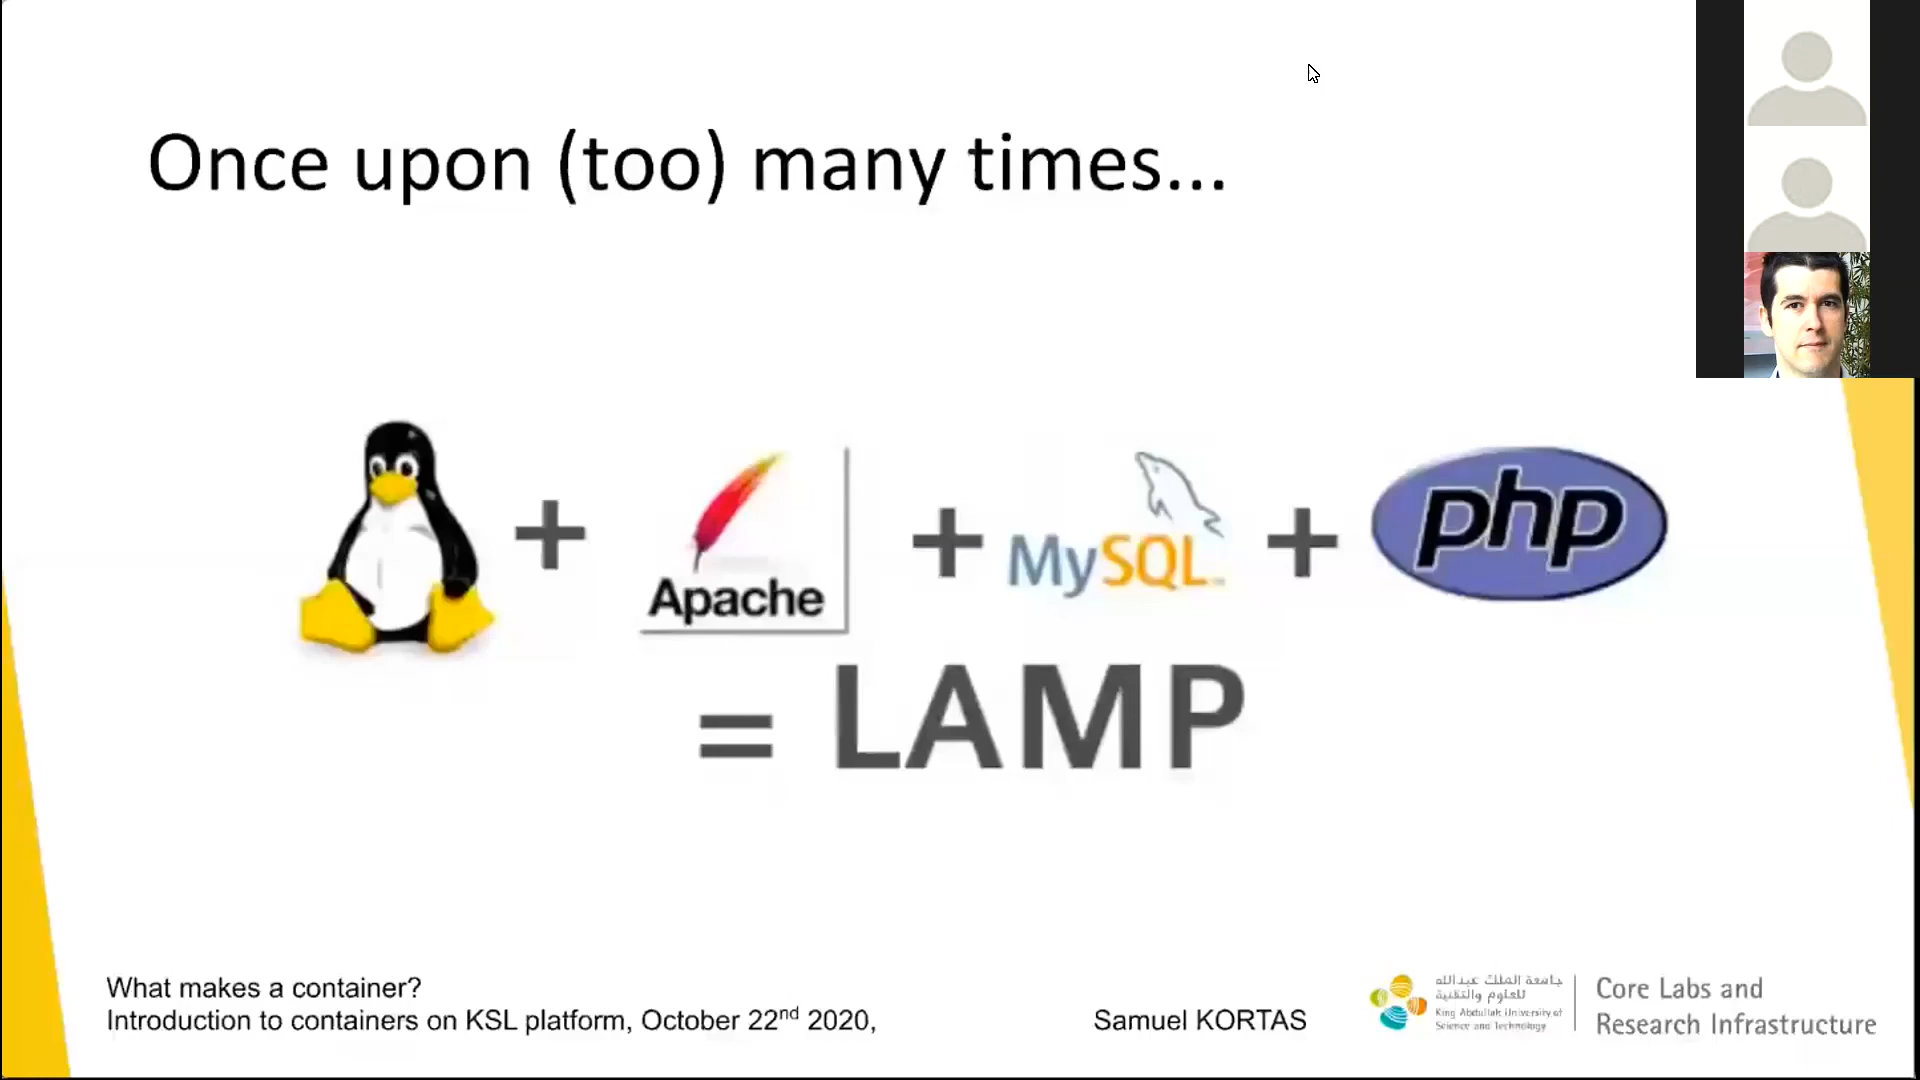 Once upon (too) many times...
+ Apache + MySQL + php
= LAMP
What makes a container?
Introduction to containers on KSL platform, October 22nd 2020,
Samuel KORTAS
جامعة الملك عبدالله
للعلوم والتقنية
King Abdullah University of
Science and Technology
Core Labs and
Research Infrastructure